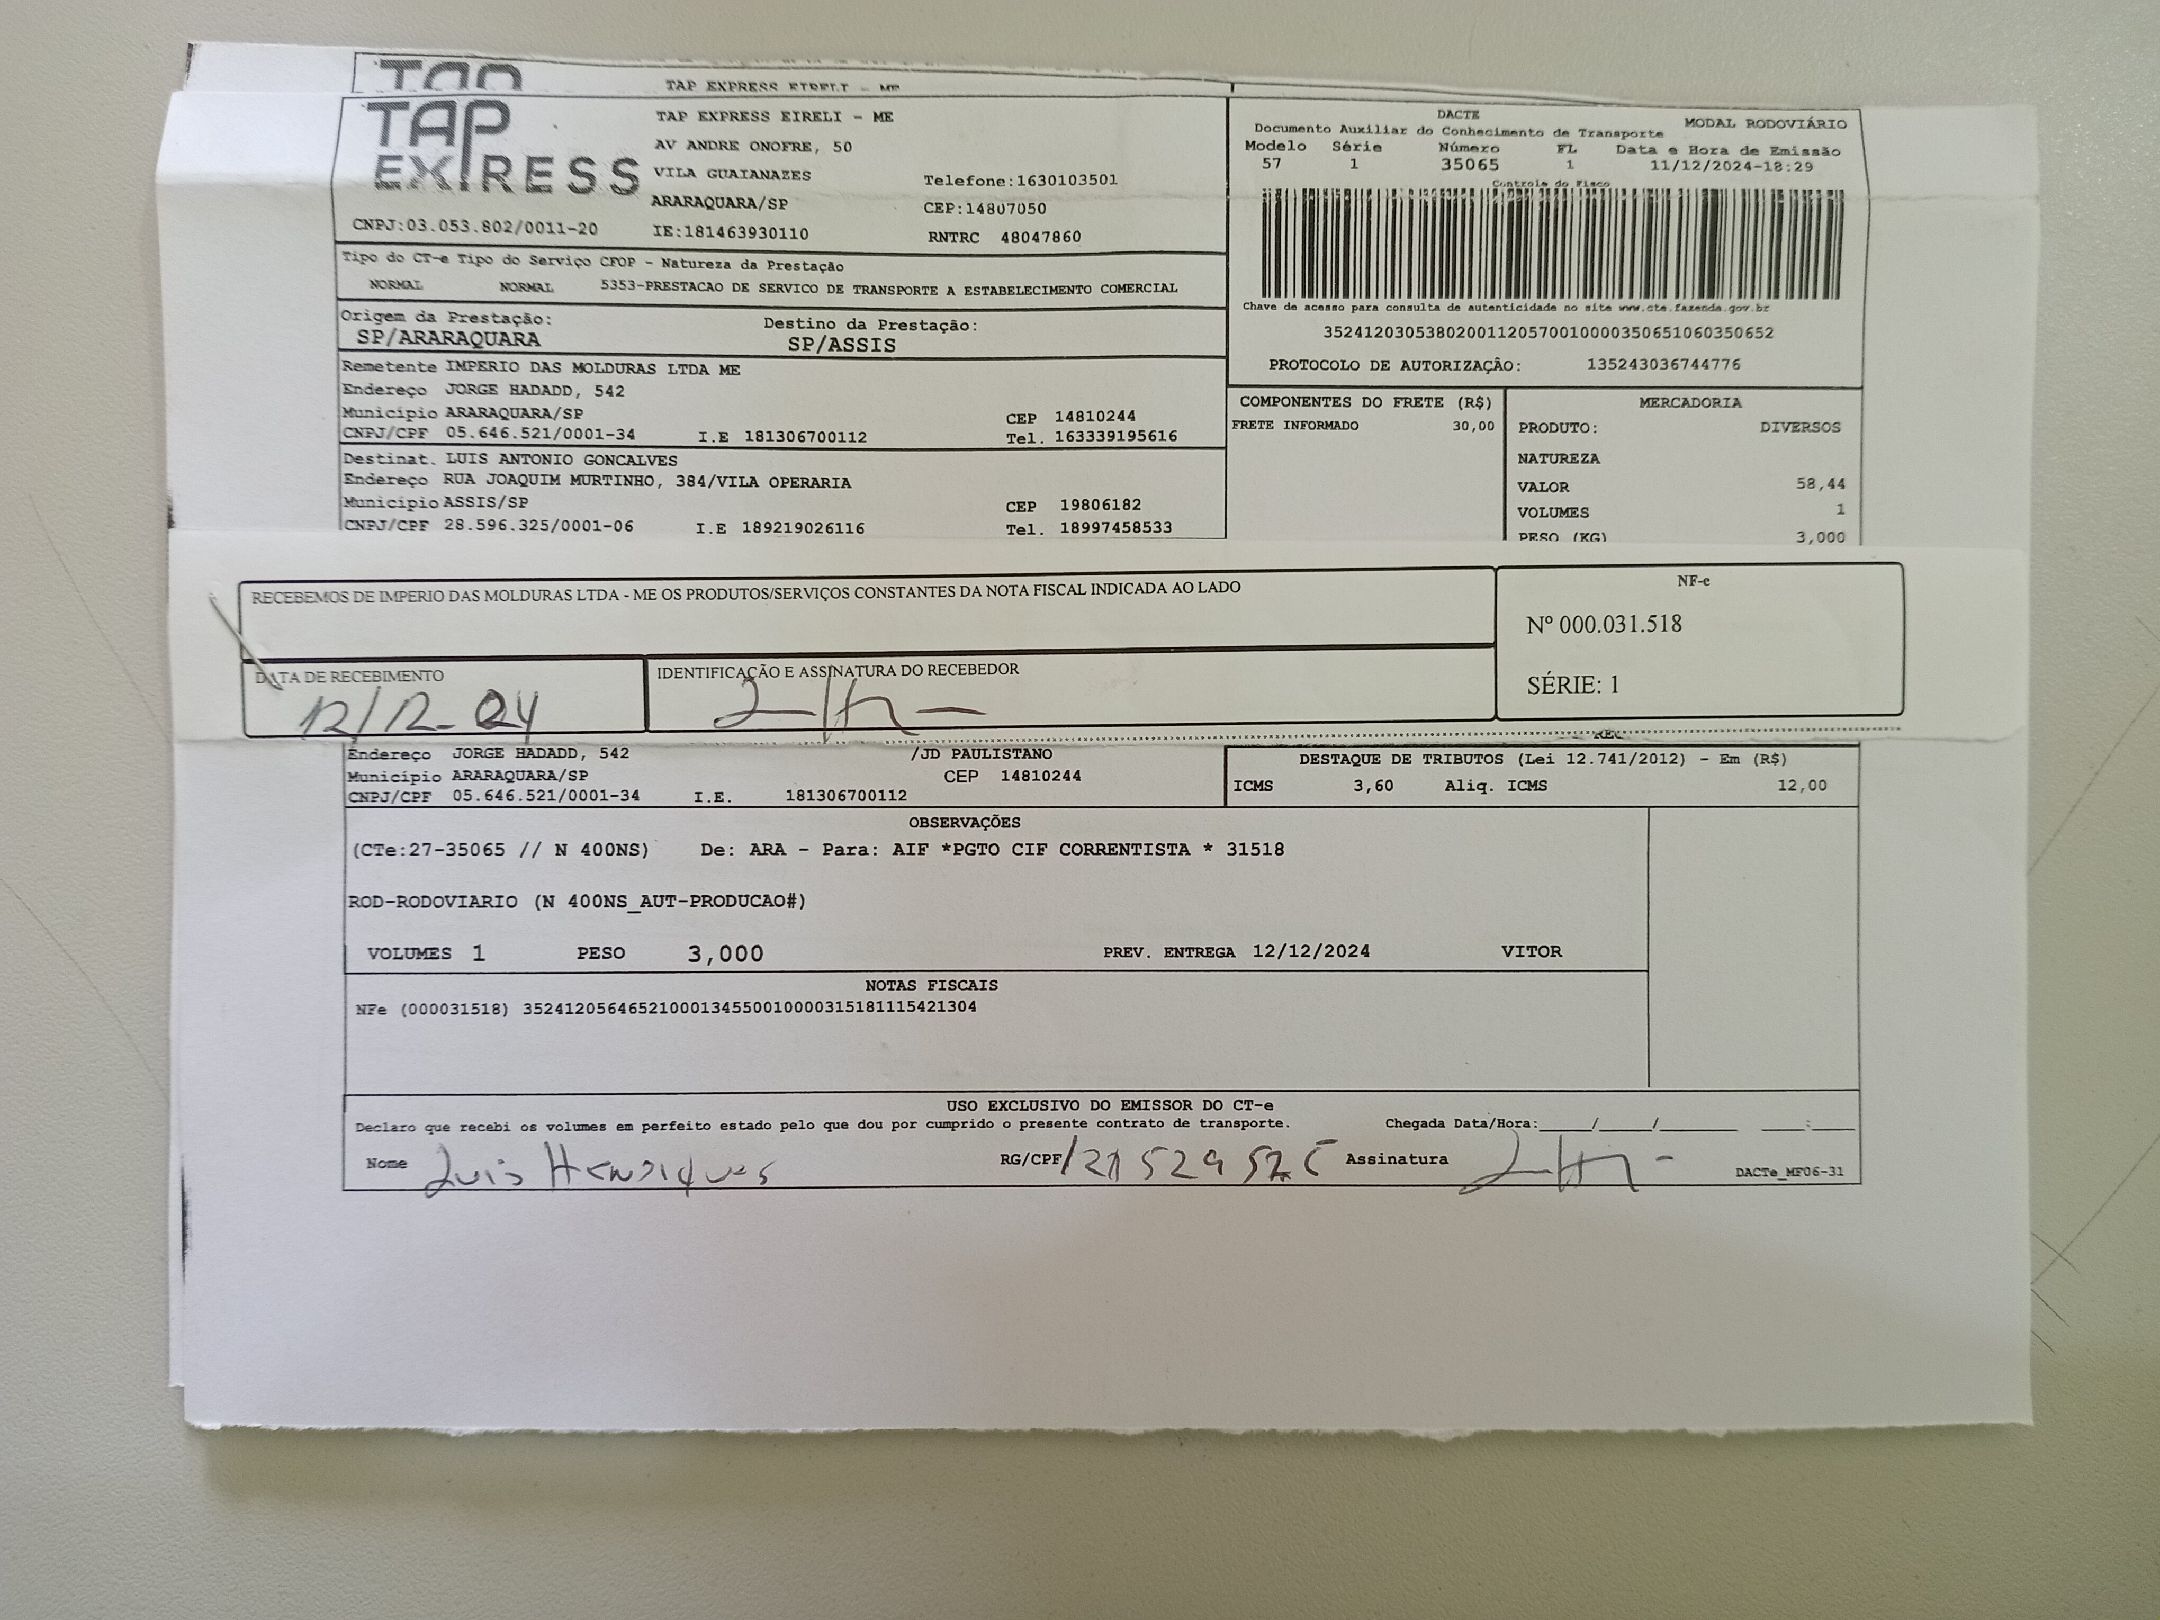 TAP
TAP EXPRESS EIRELI - ME
TAP
EXPRESS
TAP EXPRESS EIRELI - ME
AV ANDRE ONOFRE, 50
VILA GUAIANAZES
Telefone:1630103501
ARARAQUARA/SP
CEP:14807050
CNPJ:03.053.802/0011-20
IE:181463930110
RNTRC 48047860
DACTE
Documento Auxiliar do Conhecimento de Transporte
MODAL RODOVIÁRIO
Modelo Série Número FL Data e Hora de Emissão
57 1 35065 1 11/12/2024-18:29
Controle do Fisco
Chave de acesso para consulta de autenticidade no site www.cte.fazenda.gov.br
35241203053802001120570010000350651060350652
PROTOCOLO DE AUTORIZAÇÃO: 135243036744776
Tipo do CT-e Tipo do Serviço CFOP - Natureza da Prestação
NORMAL NORMAL 5353-PRESTACAO DE SERVICO DE TRANSPORTE A ESTABELECIMENTO COMERCIAL
Origem da Prestação: Destino da Prestação:
SP/ARARAQUARA SP/ASSIS
Remetente IMPERIO DAS MOLDURAS LTDA ME
Endereço JORGE HADADD, 542
Município ARARAQUARA/SP CEP 14810244
CNPJ/CPF 05.646.521/0001-34 I.E 181306700112 Tel. 163339195616
Destinat. LUIS ANTONIO GONCALVES
Endereço RUA JOAQUIM MURTINHO, 384/VILA OPERARIA
Município ASSIS/SP CEP 19806182
CNPJ/CPF 28.596.325/0001-06 I.E 189219026116 Tel. 18997458533
COMPONENTES DO FRETE (R$)
FRETE INFORMADO 30,00
MERCADORIA
PRODUTO: DIVERSOS
NATUREZA
VALOR 58,44
VOLUMES 1
PESO (KG) 3,000
RECEBEMOS DE IMPERIO DAS MOLDURAS LTDA - ME OS PRODUTOS/SERVIÇOS CONSTANTES DA NOTA FISCAL INDICADA AO LADO
NF-e
Nº 000.031.518
SÉRIE: 1
DATA DE RECEBIMENTO
12/12-24
IDENTIFICAÇÃO E ASSINATURA DO RECEBEDOR
Endereço JORGE HADADD, 542 /JD PAULISTANO
Município ARARAQUARA/SP CEP 14810244
CNPJ/CPF 05.646.521/0001-34 I.E. 181306700112
DESTAQUE DE TRIBUTOS (Lei 12.741/2012) - Em (R$)
ICMS 3,60 Aliq. ICMS 12,00
OBSERVAÇÕES
(CTe:27-35065 // N 400NS) De: ARA - Para: AIF *PGTO CIF CORRENTISTA * 31518
ROD-RODOVIARIO (N 400NS_AUT-PRODUCAO#)
VOLUMES 1 PESO 3,000 PREV. ENTREGA 12/12/2024 VITOR
NOTAS FISCAIS
NFe (000031518) 35241205646521000134550010000315181115421304
USO EXCLUSIVO DO EMISSOR DO CT-e
Declaro que recebi os volumes em perfeito estado pelo que dou por cumprido o presente contrato de transporte. Chegada Data/Hora:____/____/______ ____:____
Nome Luis Henriques RG/CPF Assinatura
DACTe_MF06-31